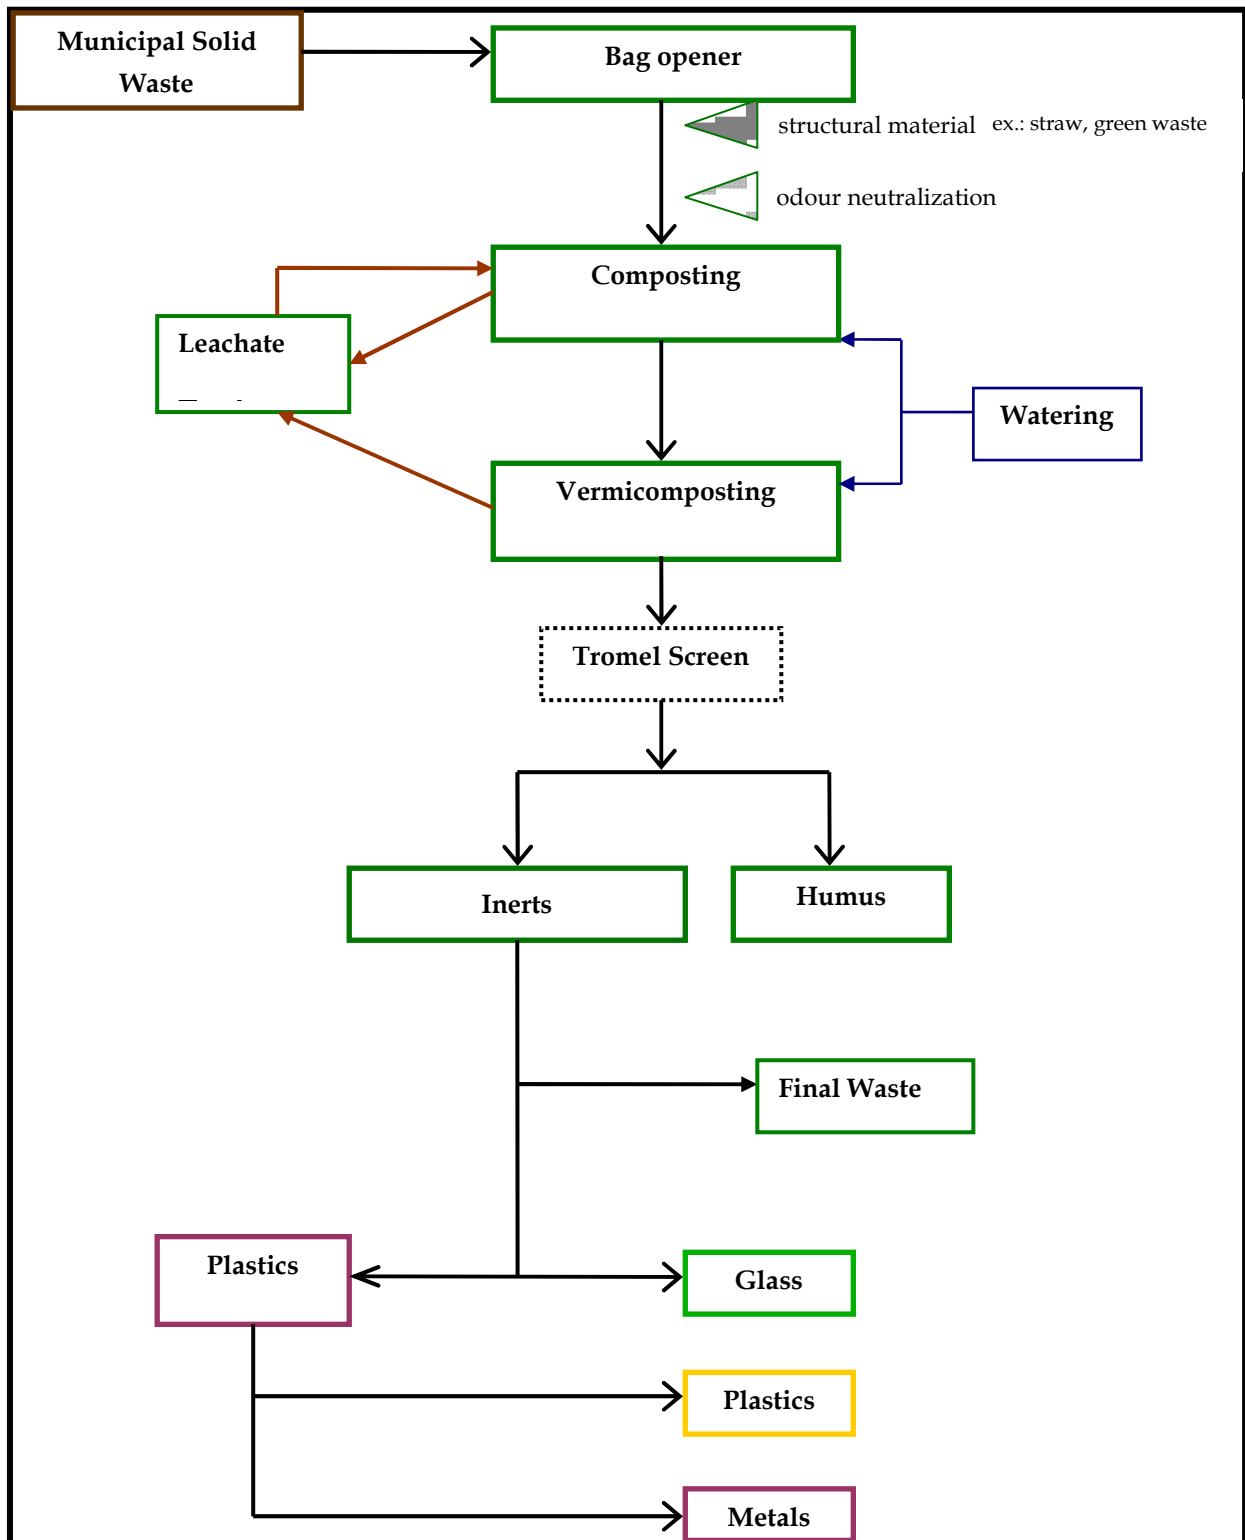 Municipal Solid
Waste
Bag opener
structural material ex.: straw, green waste
odour neutralization
Composting
Leachate
Watering
Vermicomposting
Tromel Screen
Inerts
Humus
Final Waste
Plastics
Glass
Plastics
Metals